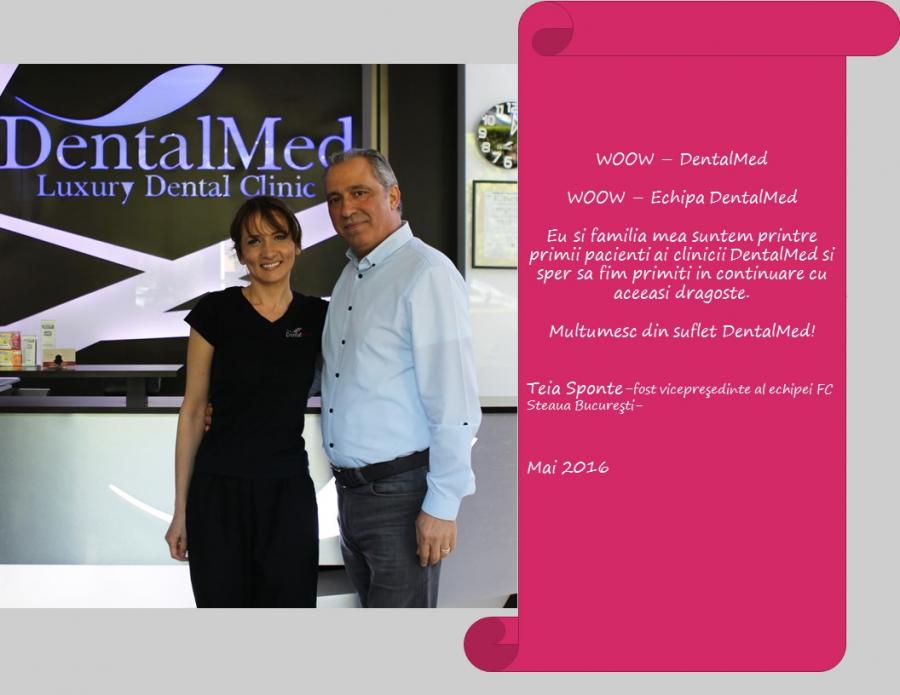 DentalMed
Luxury Dental Clinic
WOOW – DentalMed
WOOW – Echipa DentalMed
Eu si familia mea suntem printre
primii pacienti ai clinicii DentalMed si
sper sa fim primiti in continuare cu
aceeasi dragoste.
Multumesc din suflet DentalMed!
Teia Sponte-fost vicepreşedinte al echipei FC
Steaua Bucureşti-
Mai 2016